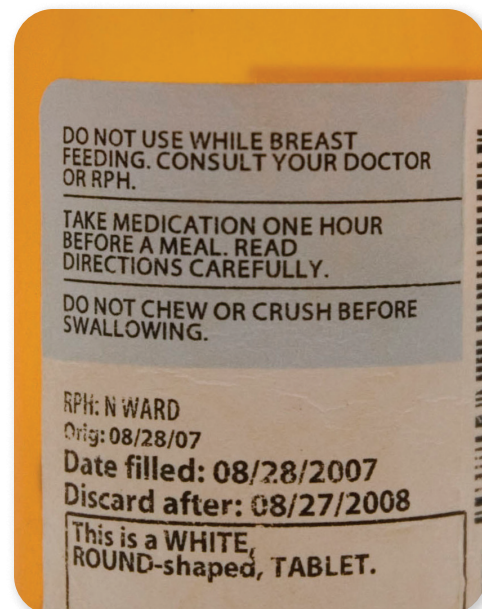 DO NOT USE WHILE BREAST
FEEDING. CONSULT YOUR DOCTOR
OR RPH.
TAKE MEDICATION ONE HOUR
BEFORE A MEAL. READ
DIRECTIONS CAREFULLY.
DO NOT CHEW OR CRUSH BEFORE
SWALLOWING.
RPH: N WARD
Orig: 08/28/07
Date filled: 08/28/2007
Discard after: 08/27/2008
This is a WHITE,
ROUND-shaped, TABLET.